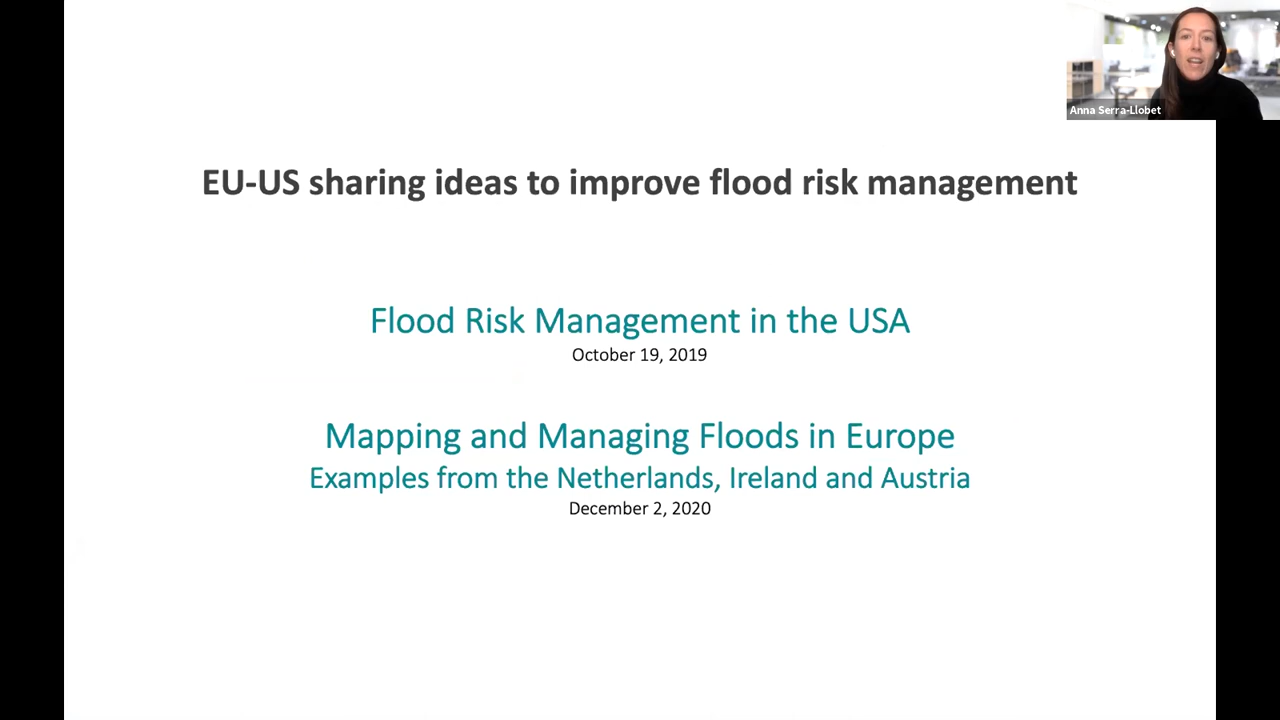 Anna Serra-Llobet
EU-US sharing ideas to improve flood risk management
Flood Risk Management in the USA
October 19, 2019
Mapping and Managing Floods in Europe
Examples from the Netherlands, Ireland and Austria
December 2, 2020